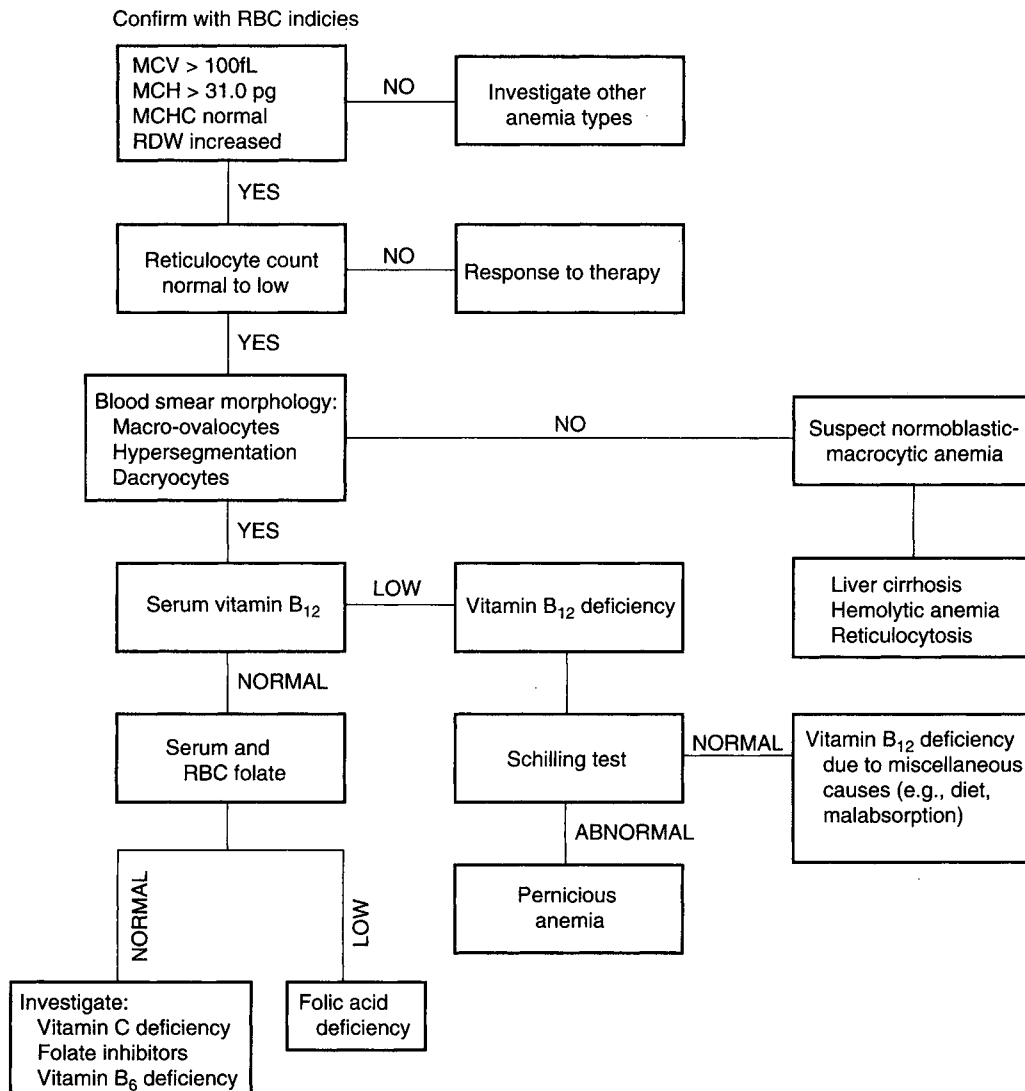 Confirm with RBC indicies
MCV > 100fL
MCH > 31.0 pg
MCHC normal
RDW increased
NO
Investigate other
anemia types
YES
Reticulocyte count
normal to low
NO
Response to therapy
YES
Blood smear morphology:
Macro-ovalocytes
Hypersegmentation
Dacryocytes
NO
Suspect normoblastic-
macrocytic anemia
YES
Liver cirrhosis
Hemolytic anemia
Reticulocytosis
Serum vitamin B12
LOW
Vitamin B12 deficiency
NORMAL
Serum and
RBC folate
Schilling test
NORMAL
Vitamin B12 deficiency
due to miscellaneous
causes (e.g., diet,
malabsorption)
ABNORMAL
Pernicious
anemia
NORMAL
LOW
Investigate:
Vitamin C deficiency
Folate inhibitors
Vitamin B6 deficiency
Folic acid
deficiency